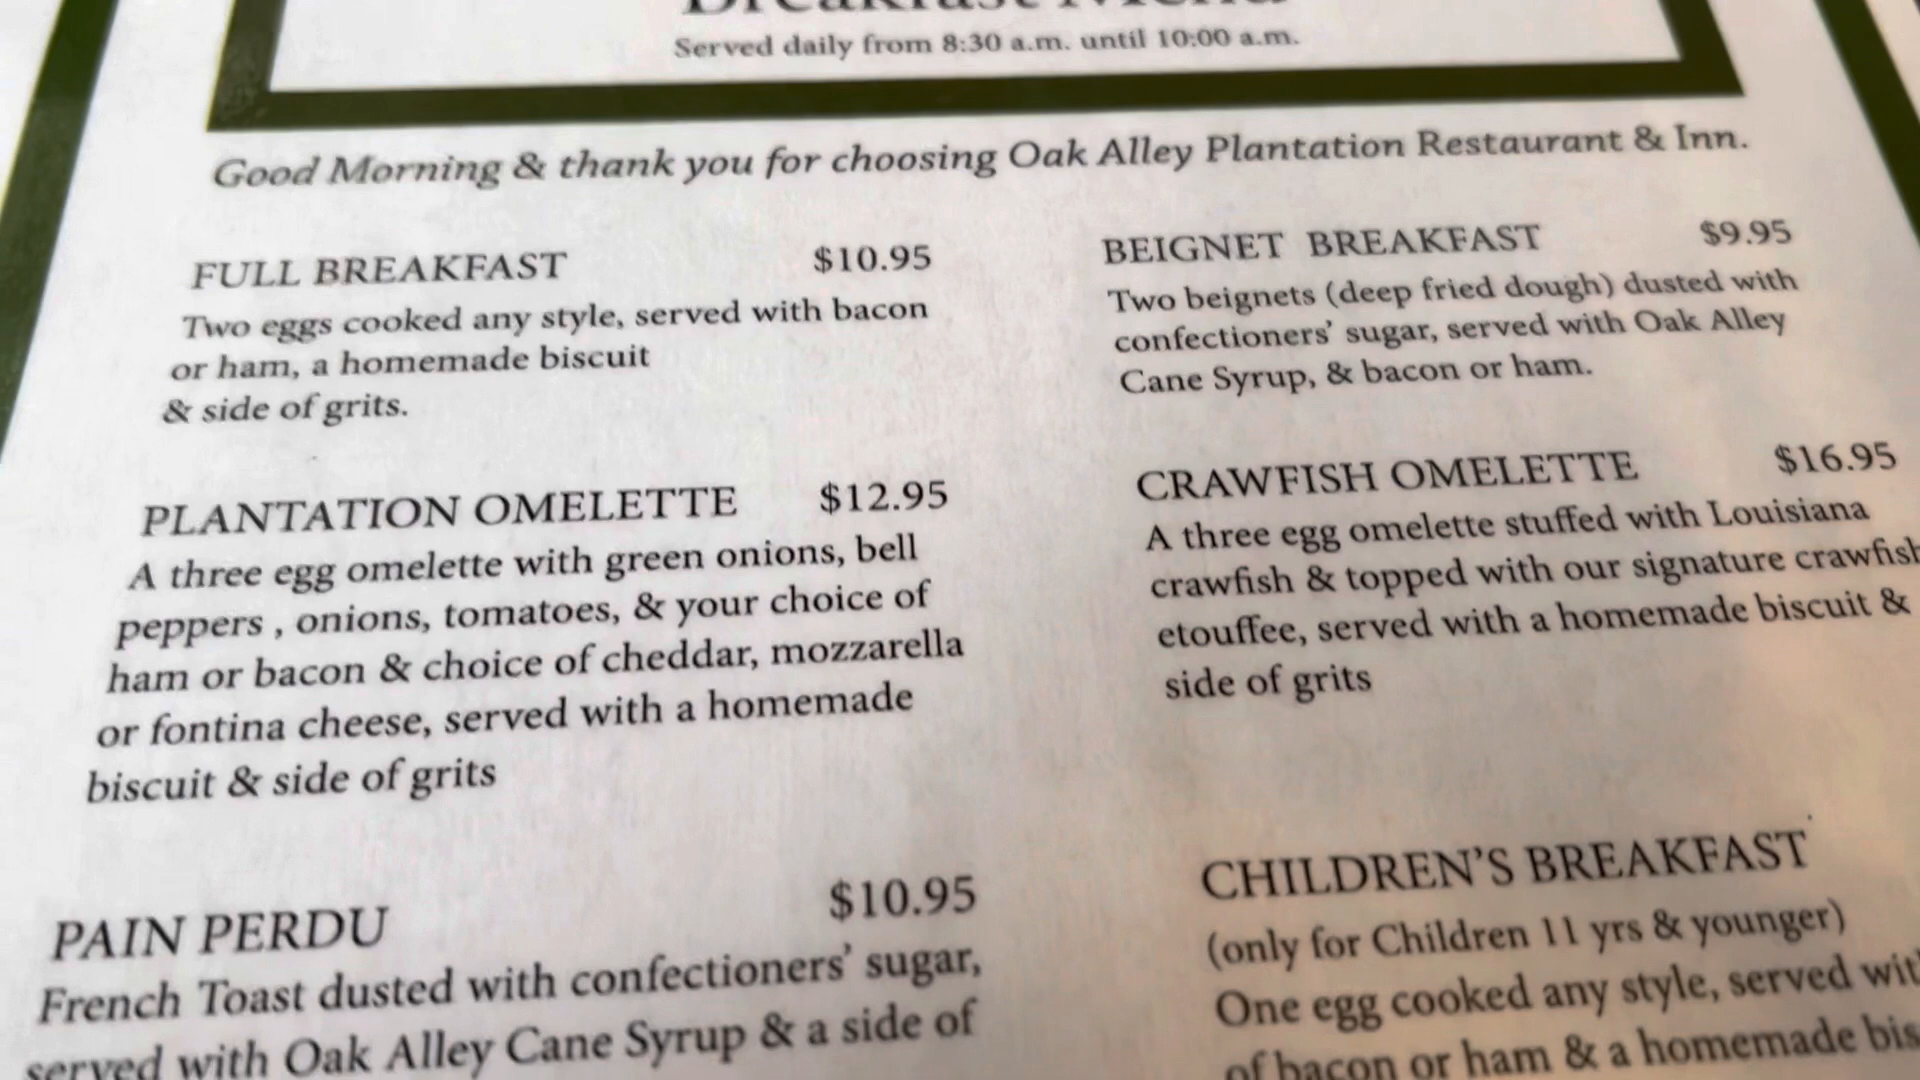 Breakfast Menu
Served daily from 8:30 a.m. until 10:00 a.m.
Good Morning & thank you for choosing Oak Alley Plantation Restaurant & Inn.
FULL BREAKFAST $10.95
Two eggs cooked any style, served with bacon
or ham, a homemade biscuit
& side of grits.
PLANTATION OMELETTE $12.95
A three egg omelette with green onions, bell
peppers , onions, tomatoes, & your choice of
ham or bacon & choice of cheddar, mozzarella
or fontina cheese, served with a homemade
biscuit & side of grits
PAIN PERDU $10.95
French Toast dusted with confectioners' sugar,
served with Oak Alley Cane Syrup & a side of
BEIGNET BREAKFAST $9.95
Two beignets (deep fried dough) dusted with
confectioners' sugar, served with Oak Alley
Cane Syrup, & bacon or ham.
CRAWFISH OMELETTE $16.95
A three egg omelette stuffed with Louisiana
crawfish & topped with our signature crawfish
etouffee, served with a homemade biscuit &
side of grits
CHILDREN'S BREAKFAST
(only for Children 11 yrs & younger)
One egg cooked any style, served with
of bacon or ham & a homemade bis